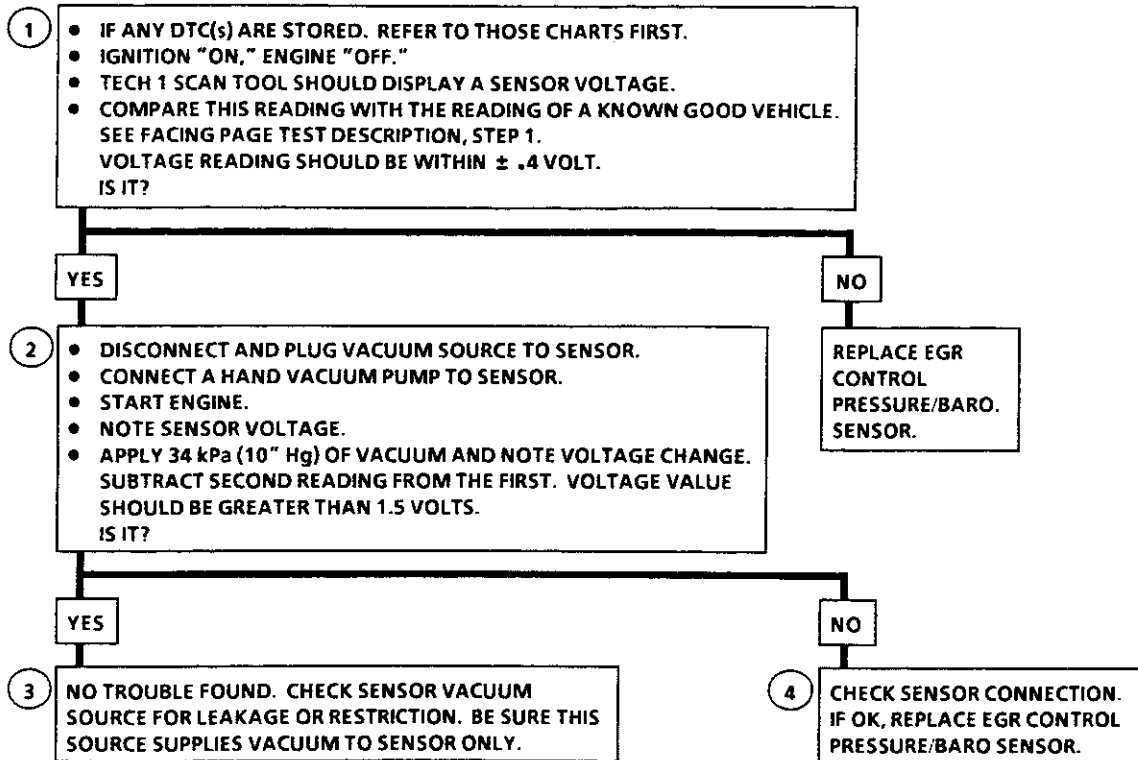 1
● IF ANY DTC(s) ARE STORED. REFER TO THOSE CHARTS FIRST.
● IGNITION "ON," ENGINE "OFF."
● TECH 1 SCAN TOOL SHOULD DISPLAY A SENSOR VOLTAGE.
● COMPARE THIS READING WITH THE READING OF A KNOWN GOOD VEHICLE.
SEE FACING PAGE TEST DESCRIPTION, STEP 1.
VOLTAGE READING SHOULD BE WITHIN ± .4 VOLT.
IS IT?
YES
NO
2
● DISCONNECT AND PLUG VACUUM SOURCE TO SENSOR.
● CONNECT A HAND VACUUM PUMP TO SENSOR.
● START ENGINE.
● NOTE SENSOR VOLTAGE.
● APPLY 34 kPa (10" Hg) OF VACUUM AND NOTE VOLTAGE CHANGE.
SUBTRACT SECOND READING FROM THE FIRST. VOLTAGE VALUE
SHOULD BE GREATER THAN 1.5 VOLTS.
IS IT?
REPLACE EGR
CONTROL
PRESSURE/BARO.
SENSOR.
YES
NO
3
NO TROUBLE FOUND. CHECK SENSOR VACUUM
SOURCE FOR LEAKAGE OR RESTRICTION. BE SURE THIS
SOURCE SUPPLIES VACUUM TO SENSOR ONLY.
4
CHECK SENSOR CONNECTION.
IF OK, REPLACE EGR CONTROL
PRESSURE/BARO SENSOR.